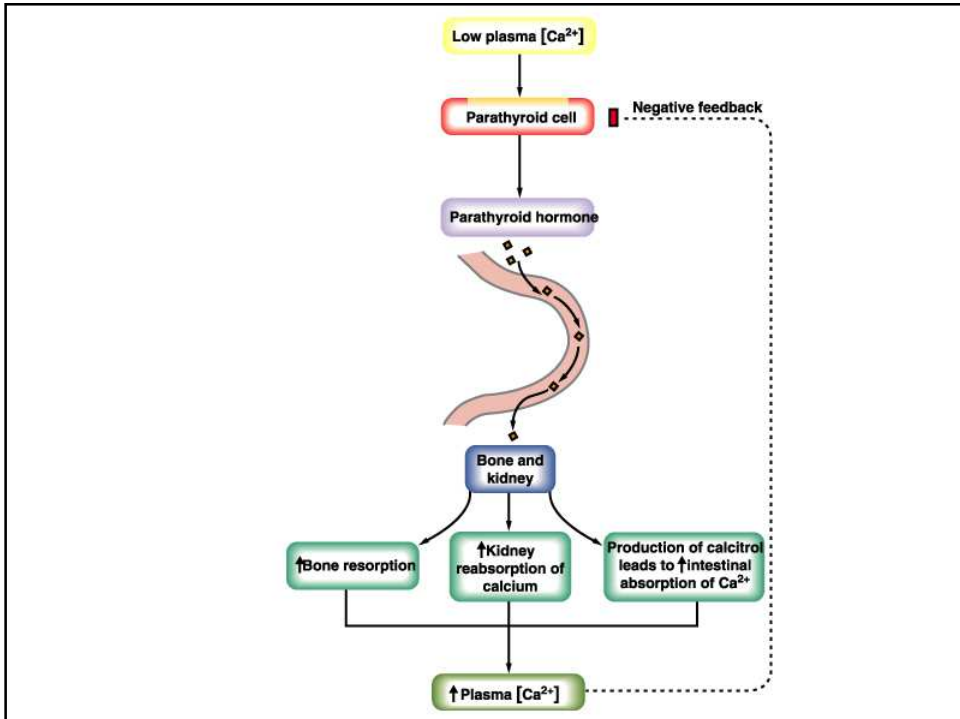 Low plasma [Ca²⁺]
Negative feedback
Parathyroid cell
Parathyroid hormone
Bone and
kidney
↑Bone resorption
↑Kidney
reabsorption of
calcium
Production of calcitrol
leads to ↑intestinal
absorption of Ca²⁺
↑Plasma [Ca²⁺]